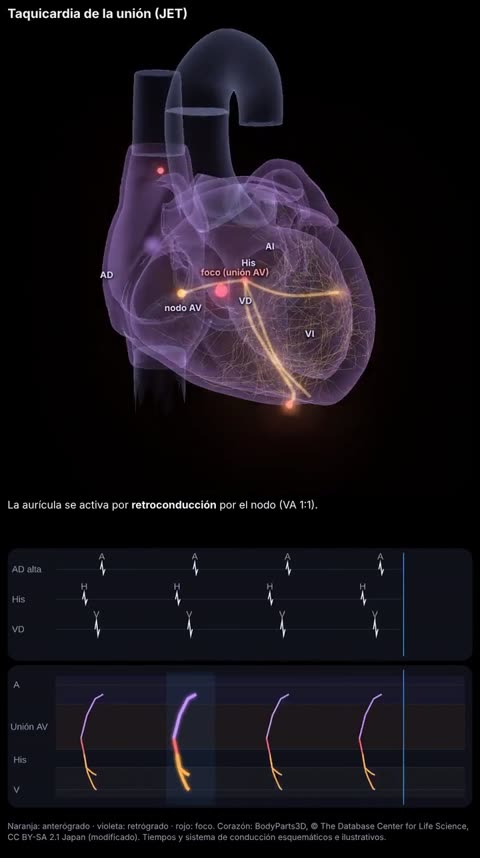 Taquicardia de la unión (JET)
AI
His
AD
foco (unión AV)
nodo AV
VD
VI
La aurícula se activa por retroconducción por el nodo (VA 1:1).
A A A A
AD alta
H H H H
His
V V V V
VD
A
Unión AV
His
V
Naranja: anterógrado · violeta: retrógrado · rojo: foco. Corazón: BodyParts3D, © The Database Center for Life Science,
CC BY-SA 2.1 Japan (modificado). Tiempos y sistema de conducción esquemáticos e ilustrativos.